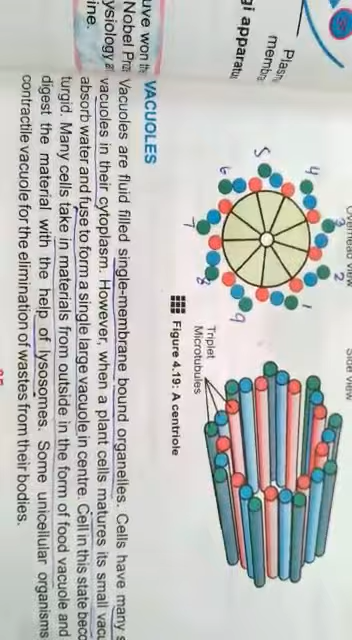 Plasm
membra
gi apparatu
Overhead view
Side view
5
4
3
6
2
7
1
8
9
Triplet
Microtubules
Figure 4.19: A centriole
uve won th
Nobel Pri
ysiology a
ine.
VACUOLES
Vacuoles are fluid filled single-membrane bound organelles. Cells have many s
vacuoles in their cytoplasm. However, when a plant cells matures its small vacu
absorb water and fuse to form a single large vacuole in centre. Cell in this state beco
turgid. Many cells take in materials from outside in the form of food vacuole and
digest the material with the help of lysosomes. Some unicellular organisms
contractile vacuole for the elimination of wastes from their bodies.